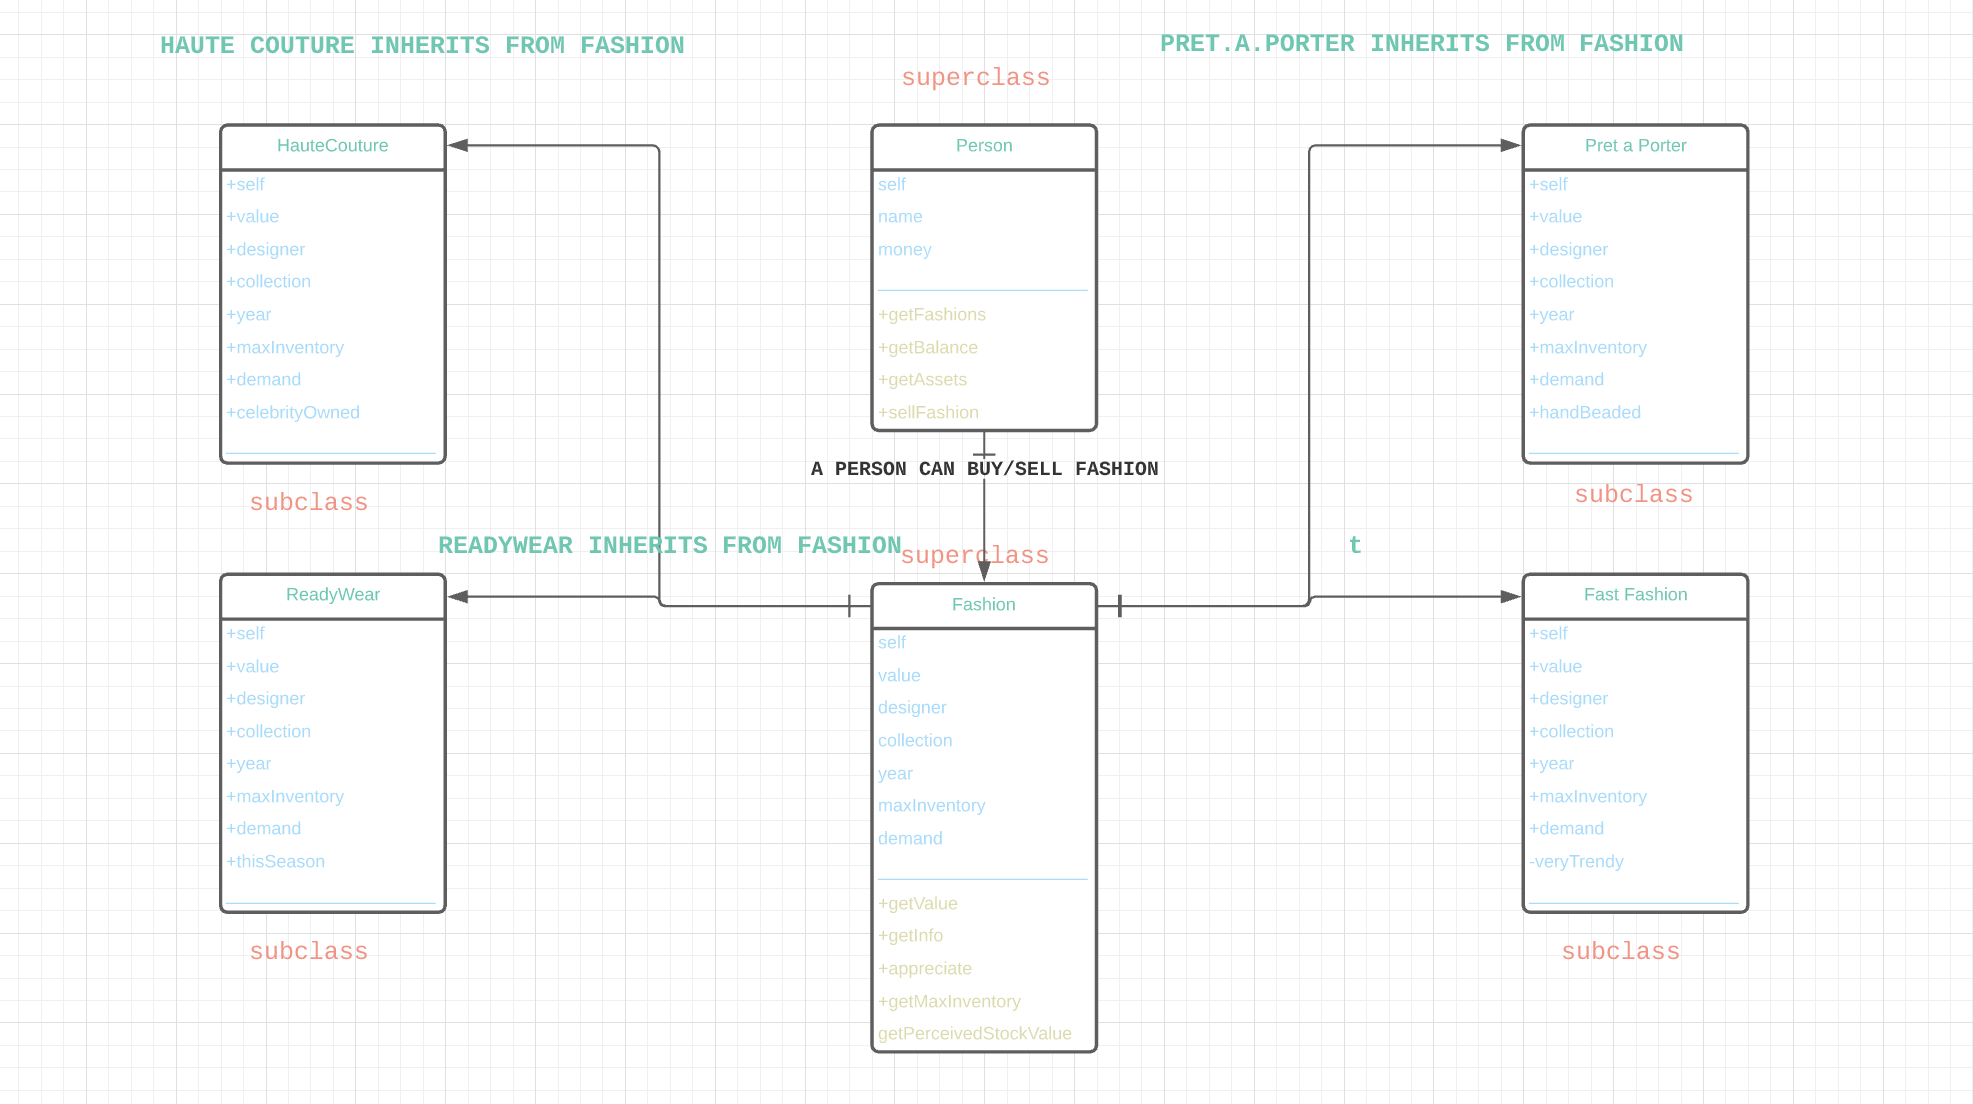 HAUTE COUTURE INHERITS FROM FASHION
PRET.A.PORTER INHERITS FROM FASHION
superclass
HauteCouture
+self
+value
+designer
+collection
+year
+maxInventory
+demand
+celebrityOwned
subclass
Person
self
name
money
+getFashions
+getBalance
+getAssets
+sellFashion
A PERSON CAN BUY/SELL FASHION
Pret a Porter
+self
+value
+designer
+collection
+year
+maxInventory
+demand
+handBeaded
subclass
READYWEAR INHERITS FROM FASHION
superclass
t
ReadyWear
+self
+value
+designer
+collection
+year
+maxInventory
+demand
+thisSeason
subclass
Fashion
self
value
designer
collection
year
maxInventory
demand
+getValue
+getInfo
+appreciate
+getMaxInventory
getPerceivedStockValue
Fast Fashion
+self
+value
+designer
+collection
+year
+maxInventory
+demand
-veryTrendy
subclass